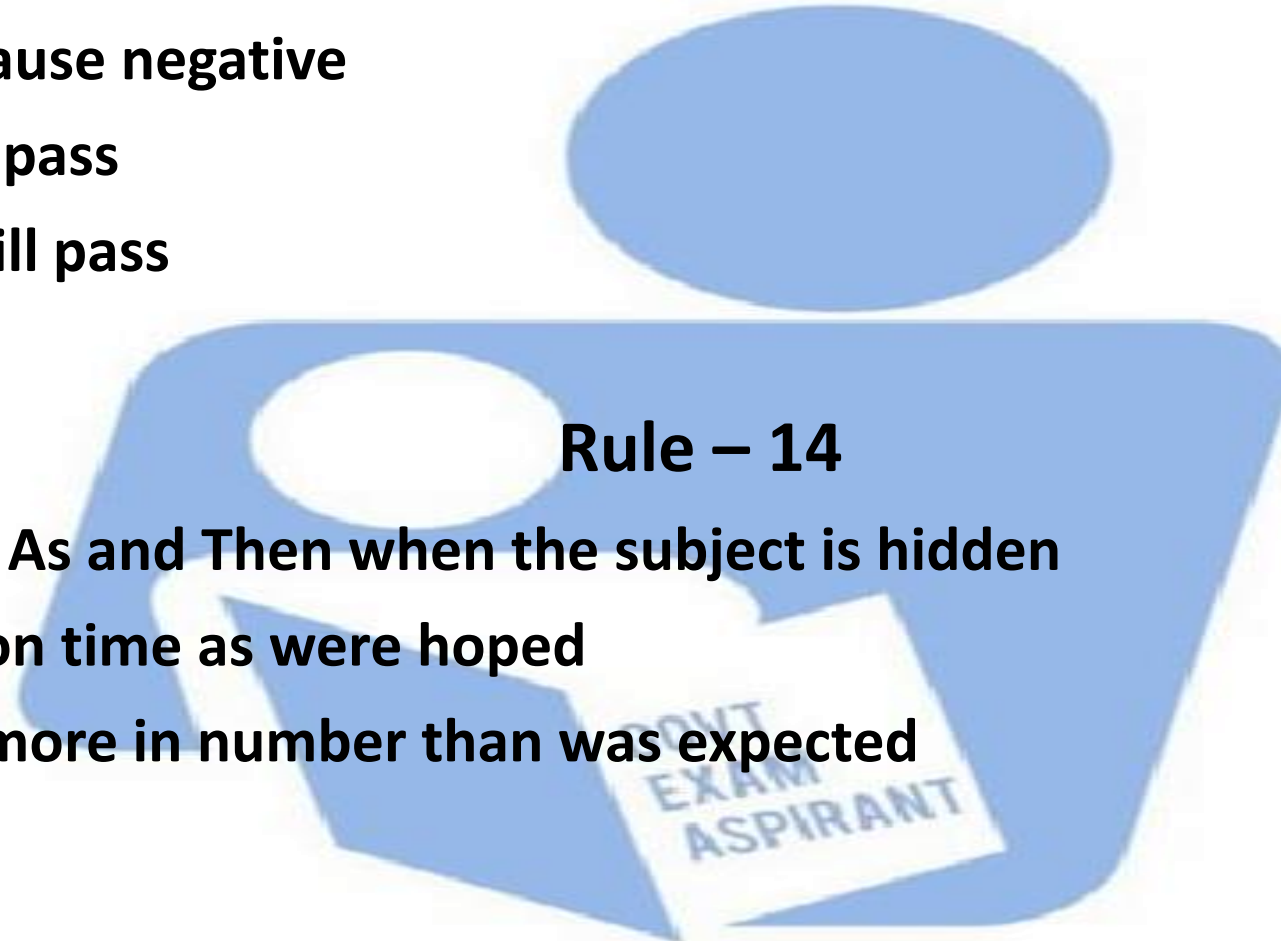 ause negative
pass
ill pass
Rule – 14
As and Then when the subject is hidden
on time as were hoped
more in number than was expected
GOVT
EXAM
ASPIRANT